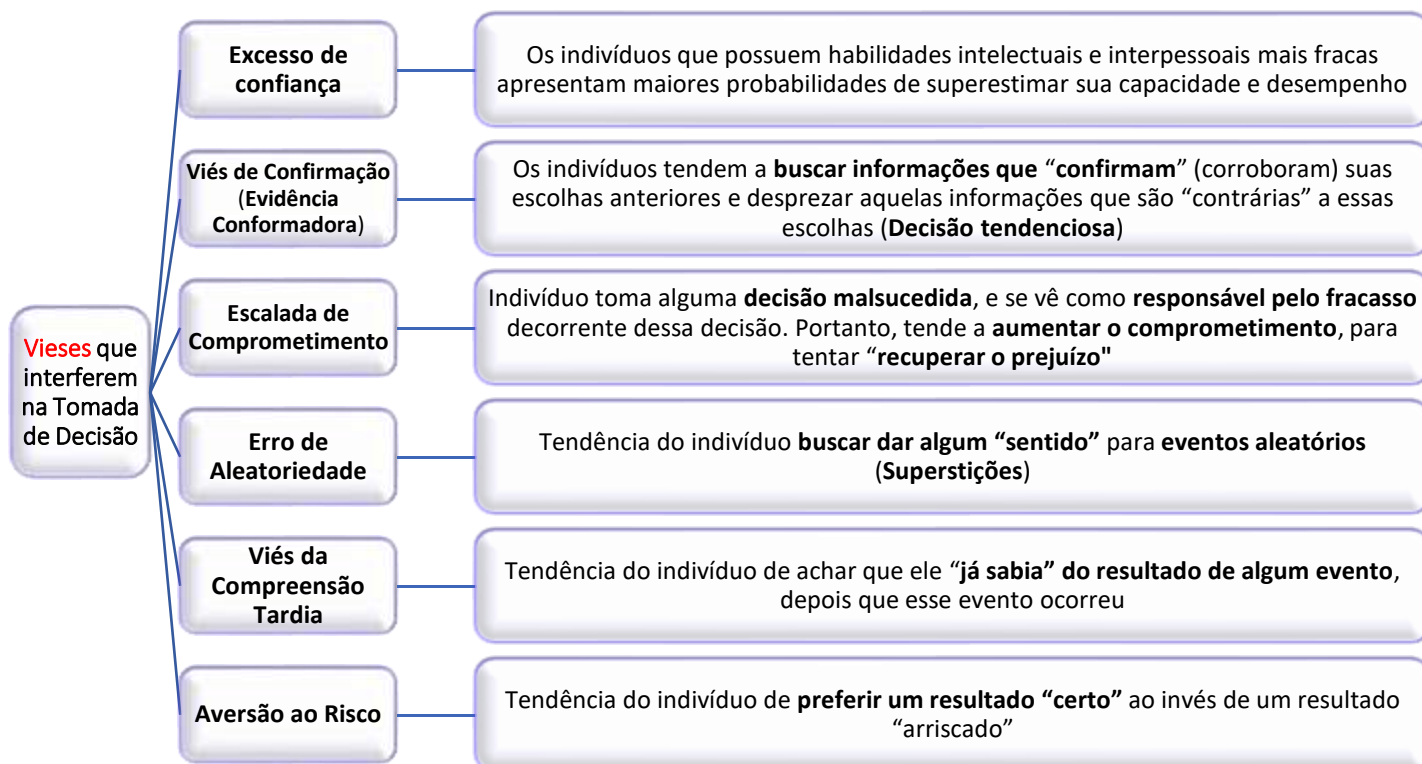 Excesso de
confiança
Os indivíduos que possuem habilidades intelectuais e interpessoais mais fracas
apresentam maiores probabilidades de superestimar sua capacidade e desempenho
Viés de Confirmação
(Evidência
Conformadora)
Os indivíduos tendem a buscar informações que “confirmam” (corroboram) suas
escolhas anteriores e desprezar aquelas informações que são “contrárias” a essas
escolhas (Decisão tendenciosa)
Vieses que
interferem
na Tomada
de Decisão
Escalada de
Comprometimento
Indivíduo toma alguma decisão malsucedida, e se vê como responsável pelo fracasso
decorrente dessa decisão. Portanto, tende a aumentar o comprometimento, para
tentar “recuperar o prejuízo"
Erro de
Aleatoriedade
Tendência do indivíduo buscar dar algum “sentido” para eventos aleatórios
(Superstições)
Viés da
Compreensão
Tardia
Tendência do indivíduo de achar que ele “já sabia” do resultado de algum evento,
depois que esse evento ocorreu
Aversão ao Risco
Tendência do indivíduo de preferir um resultado “certo” ao invés de um resultado
“arriscado”